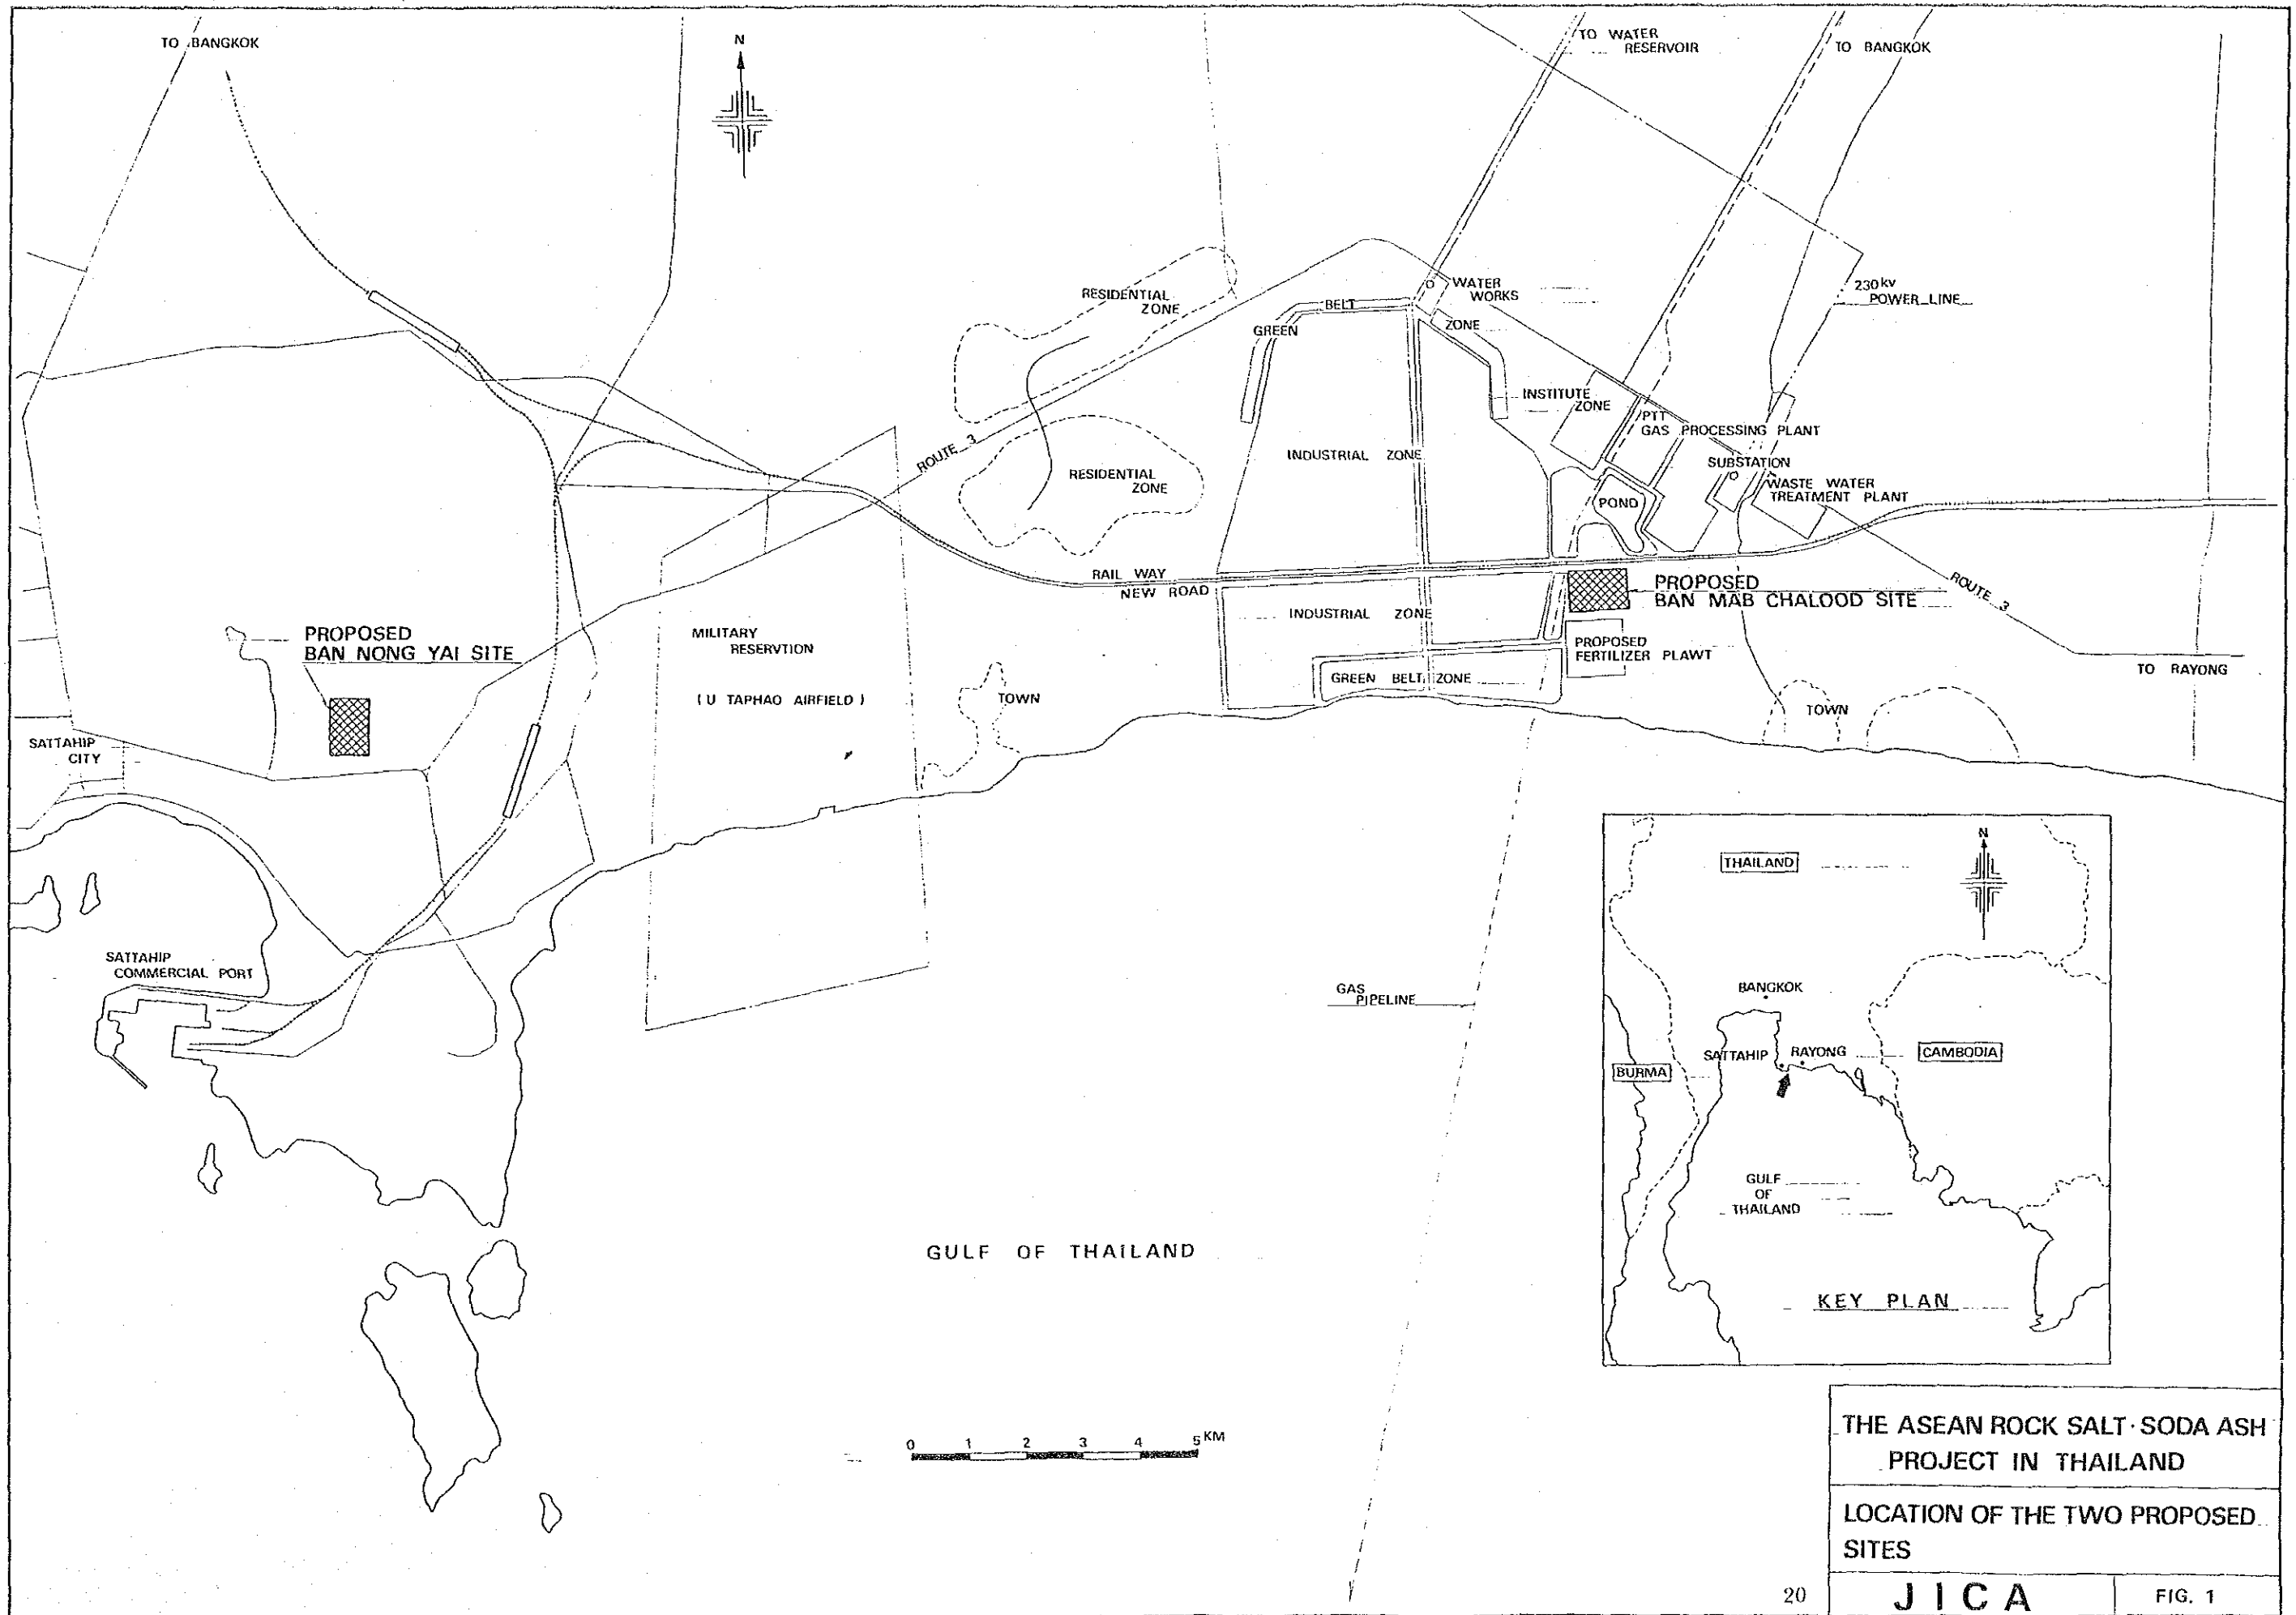 TO BANGKOK
N
TO WATER
RESERVOIR
TO BANGKOK
RESIDENTIAL
ZONE
WATER
WORKS
230kv
POWER LINE
GREEN
BELT
ZONE
INSTITUTE
ZONE
PTT
GAS PROCESSING PLANT
ROUTE 3
RESIDENTIAL
ZONE
INDUSTRIAL ZONE
SUBSTATION
POND
WASTE WATER
TREATMENT PLANT
RAIL WAY
NEW ROAD
PROPOSED
BAN MAB CHALOOD SITE
ROUTE 3
INDUSTRIAL ZONE
PROPOSED
BAN NONG YAI SITE
MILITARY
RESERVTION
(U TAPHAO AIRFIELD)
PROPOSED
FERTILIZER PLAWT
TO RAYONG
GREEN BELT ZONE
TOWN
TOWN
SATTAHIP
CITY
SATTAHIP
COMMERCIAL PORT
GAS
PIPELINE
GULF OF THAILAND
0 1 2 3 4 5 KM
THAILAND
N
BANGKOK
SATTAHIP
RAYONG
CAMBODIA
BURMA
GULF
OF
THAILAND
KEY PLAN
THE ASEAN ROCK SALT·SODA ASH
PROJECT IN THAILAND
LOCATION OF THE TWO PROPOSED
SITES
20
JICA
FIG. 1